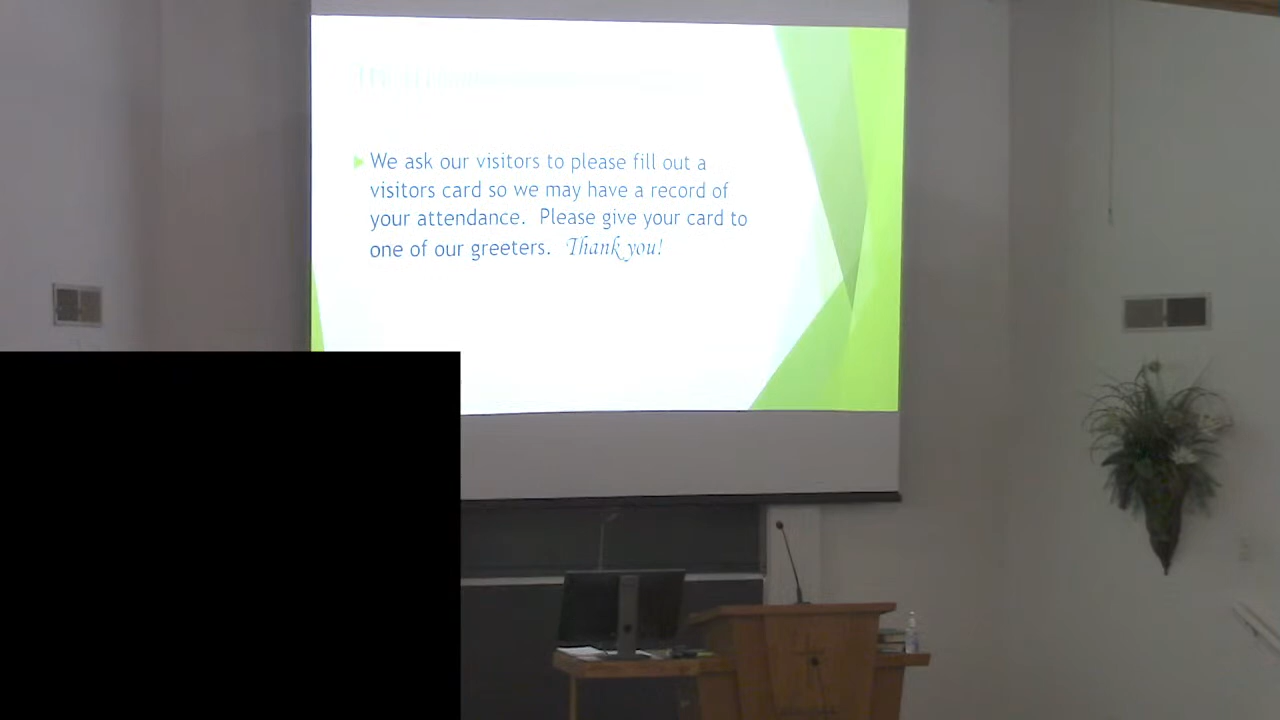 We ask our visitors to please fill out a
visitors card so we may have a record of
your attendance.  Please give your card to
one of our greeters.  Thank you!